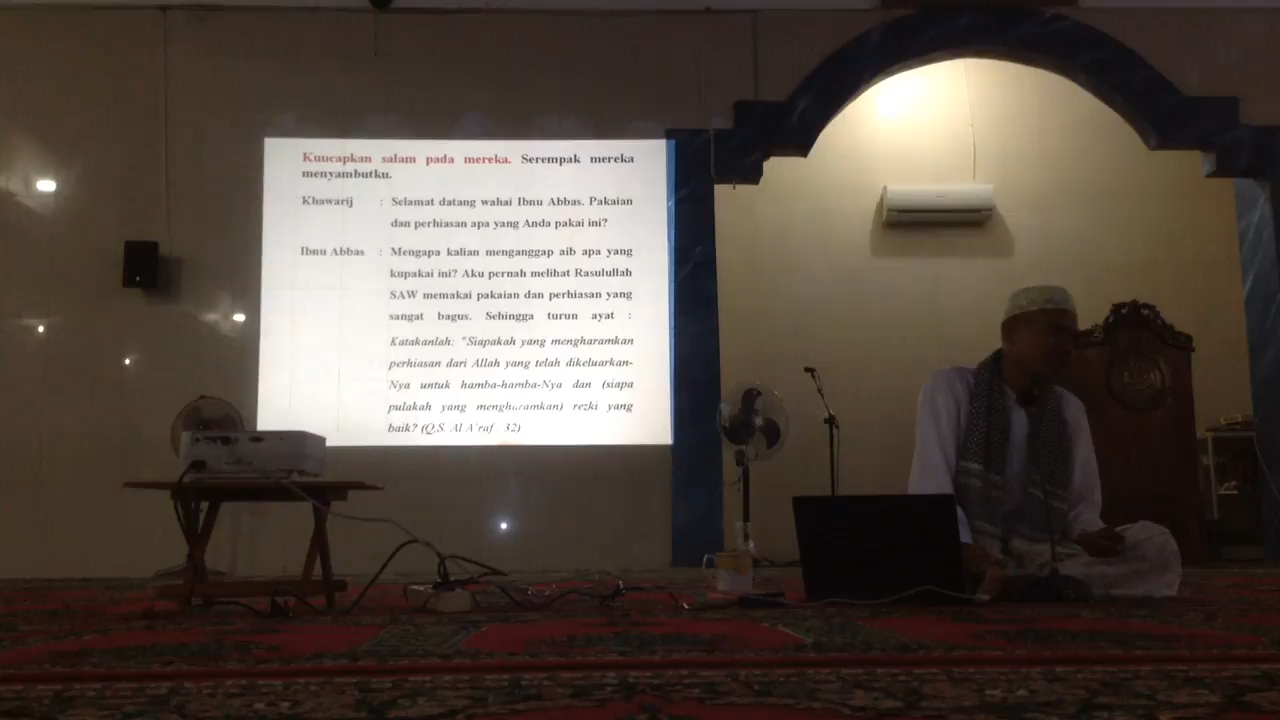 Kuucapkan salam pada mereka. Serempak mereka
menyambutku.
Khawarij : Selamat datang wahai Ibnu Abbas. Pakaian
dan perhiasan apa yang Anda pakai ini?
Ibnu Abbas : Mengapa kalian menganggap aib apa yang
kupakai ini? Aku pernah melihat Rasulullah
SAW memakai pakaian dan perhiasan yang
sangat bagus. Sehingga turun ayat :
Katakanlah: "Siapakah yang mengharamkan
perhiasan dari Allah yang telah dikeluarkan-
Nya untuk hamba-hamba-Nya dan (siapa
pulakah yang mengharamkan) rezki yang
baik? (Q.S. Al A'raf : 32)